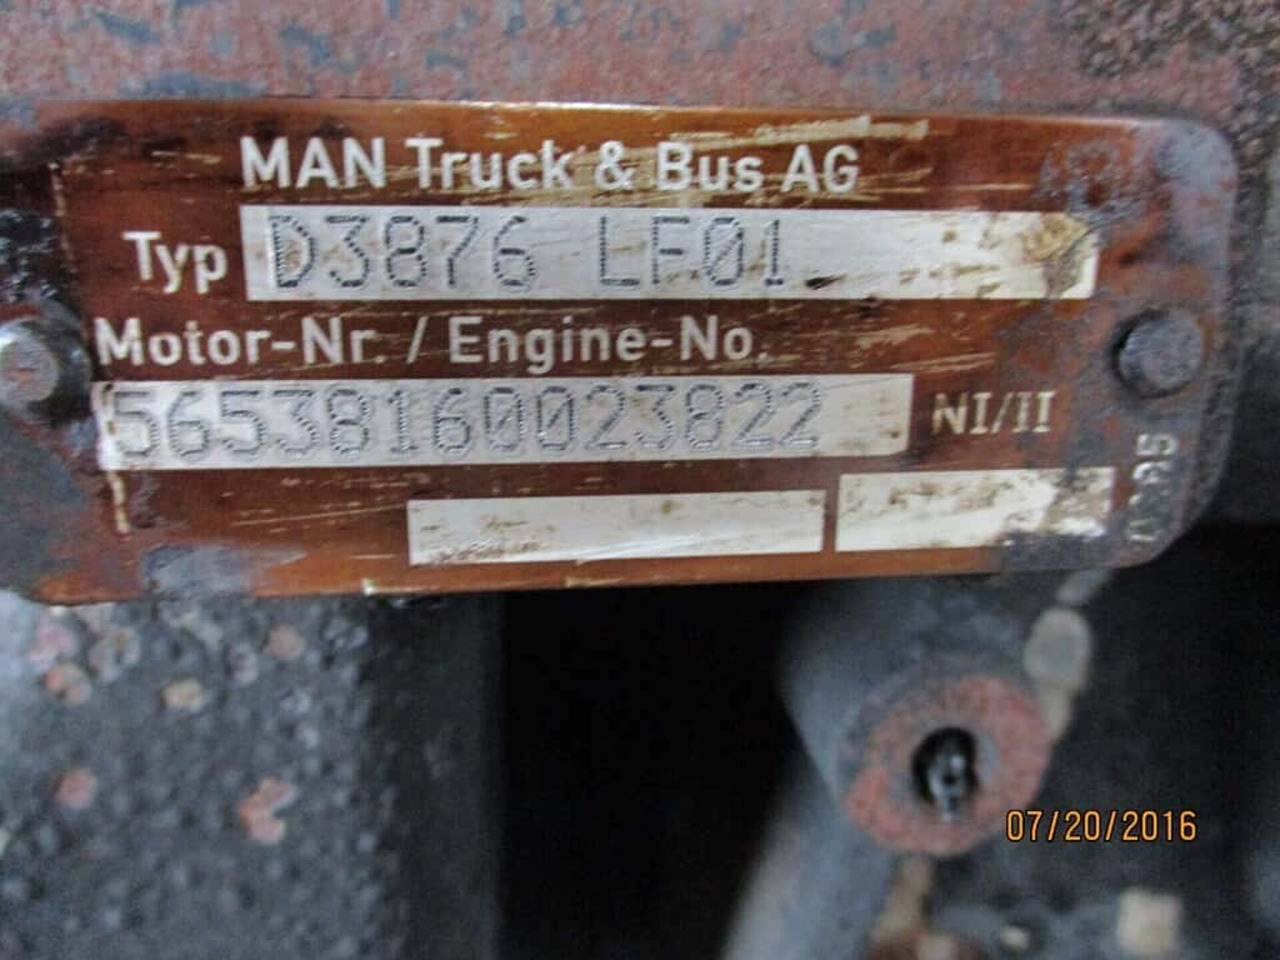 MAN Truck & Bus AG
Typ D3876 LF01
Motor-Nr. / Engine-No.
56538160023822 NI/II
07/20/2016